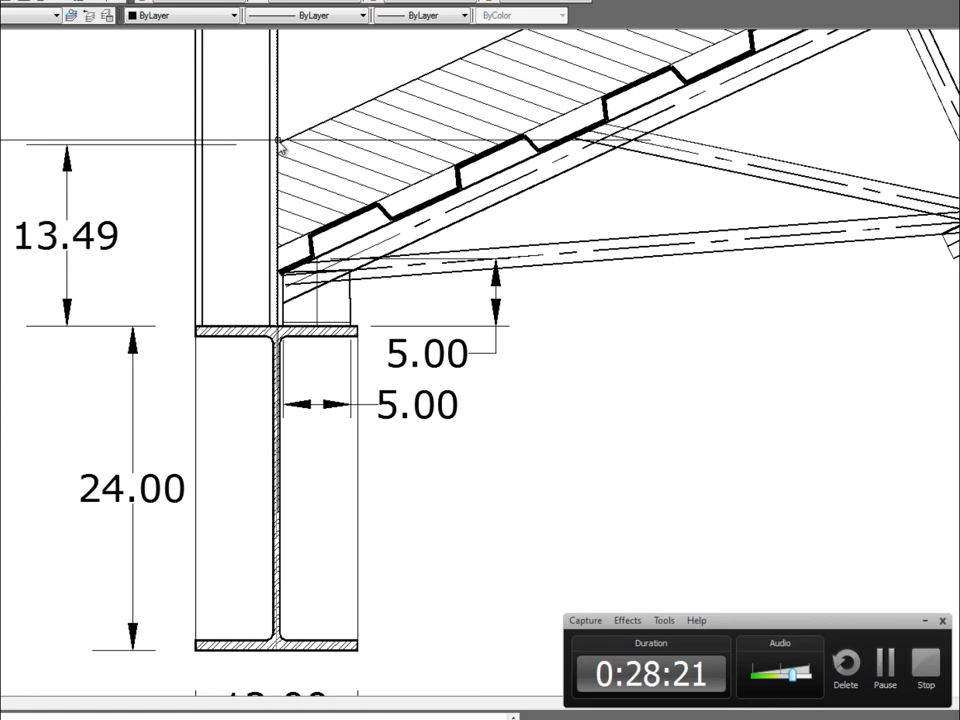 ByLayer ByLayer ByLayer ByColor
13.49
5.00
5.00
24.00
Capture Effects Tools Help
Duration Audio
0:28:21
Delete Pause Stop